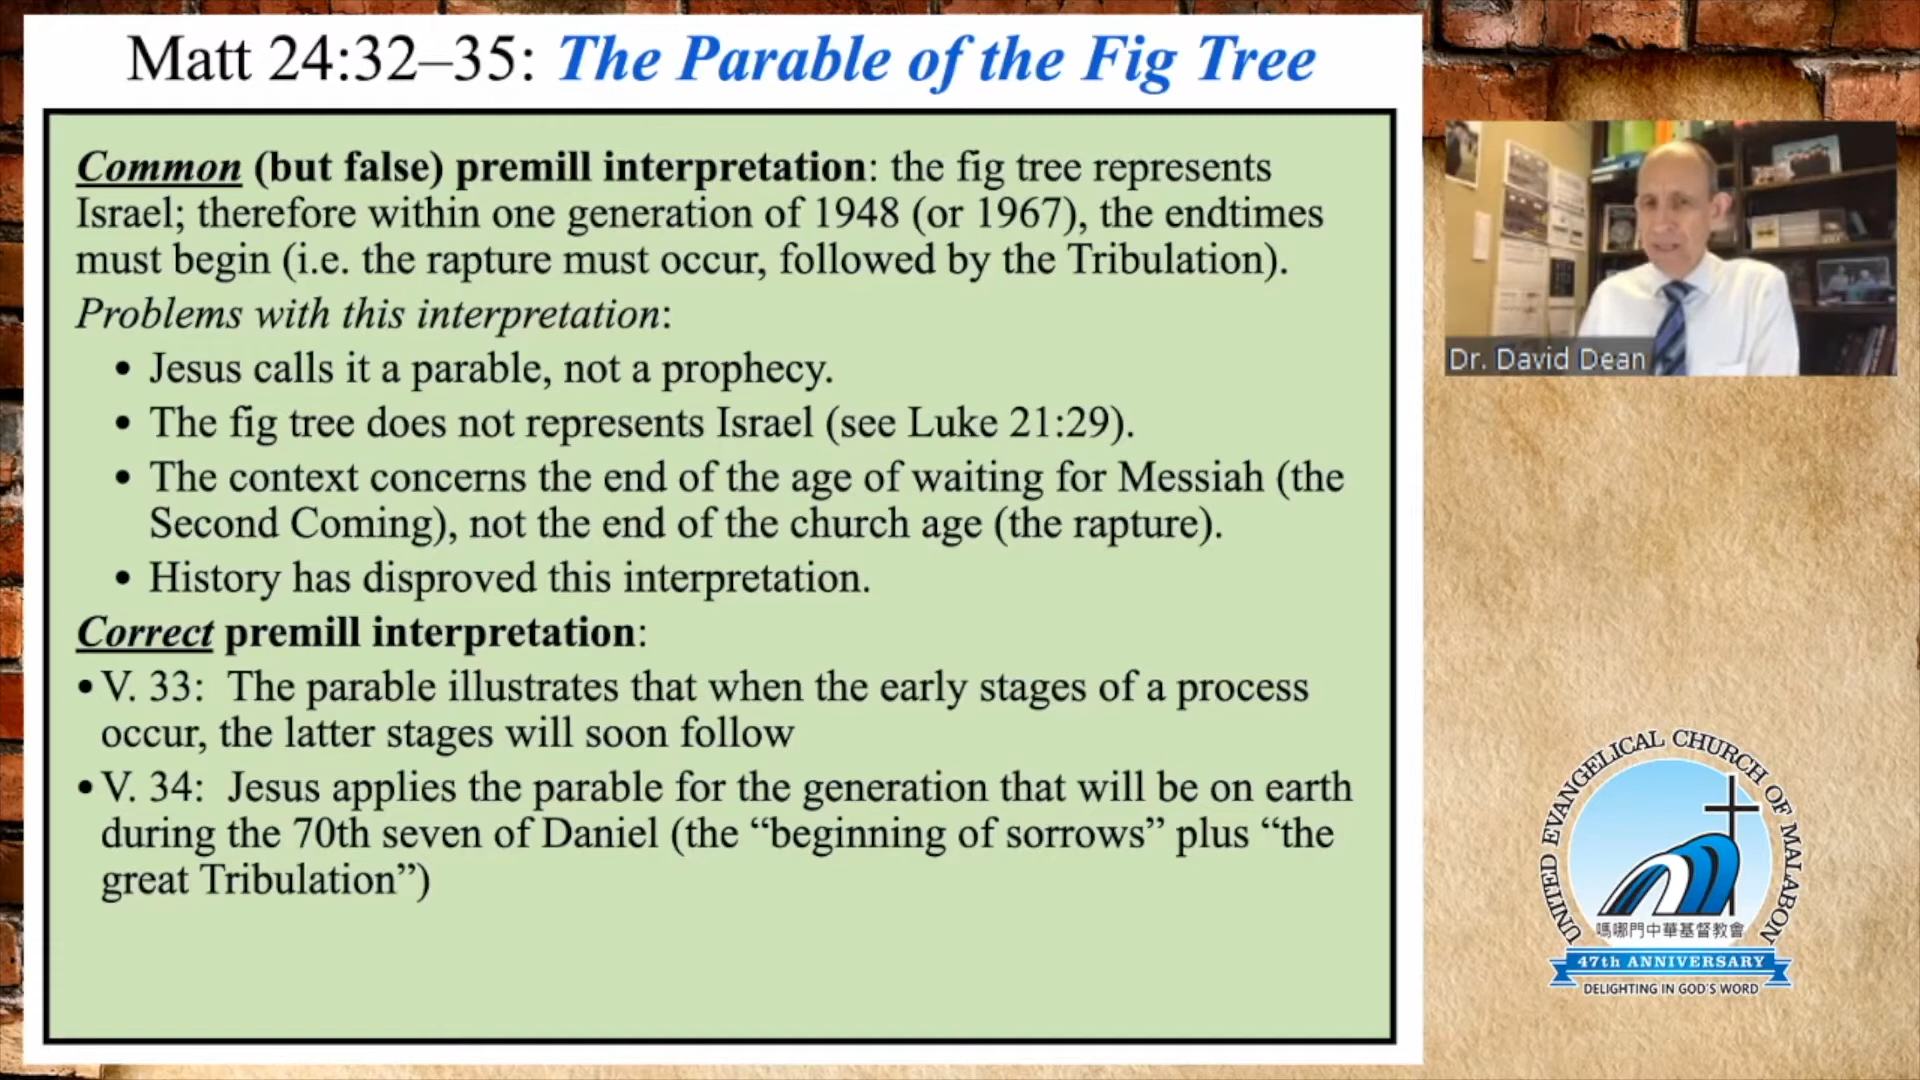 Matt 24:32–35: The Parable of the Fig Tree
Common (but false) premill interpretation: the fig tree represents
Israel; therefore within one generation of 1948 (or 1967), the endtimes
must begin (i.e. the rapture must occur, followed by the Tribulation).
Problems with this interpretation:
• Jesus calls it a parable, not a prophecy.
• The fig tree does not represents Israel (see Luke 21:29).
• The context concerns the end of the age of waiting for Messiah (the
Second Coming), not the end of the church age (the rapture).
• History has disproved this interpretation.
Correct premill interpretation:
• V. 33:  The parable illustrates that when the early stages of a process
occur, the latter stages will soon follow
• V. 34:  Jesus applies the parable for the generation that will be on earth
during the 70th seven of Daniel (the “beginning of sorrows” plus “the
great Tribulation”)
Dr. David Dean
UNITED EVANGELICAL CHURCH OF MALABON
嗎哪門中華基督教會
47th ANNIVERSARY
DELIGHTING IN GOD'S WORD